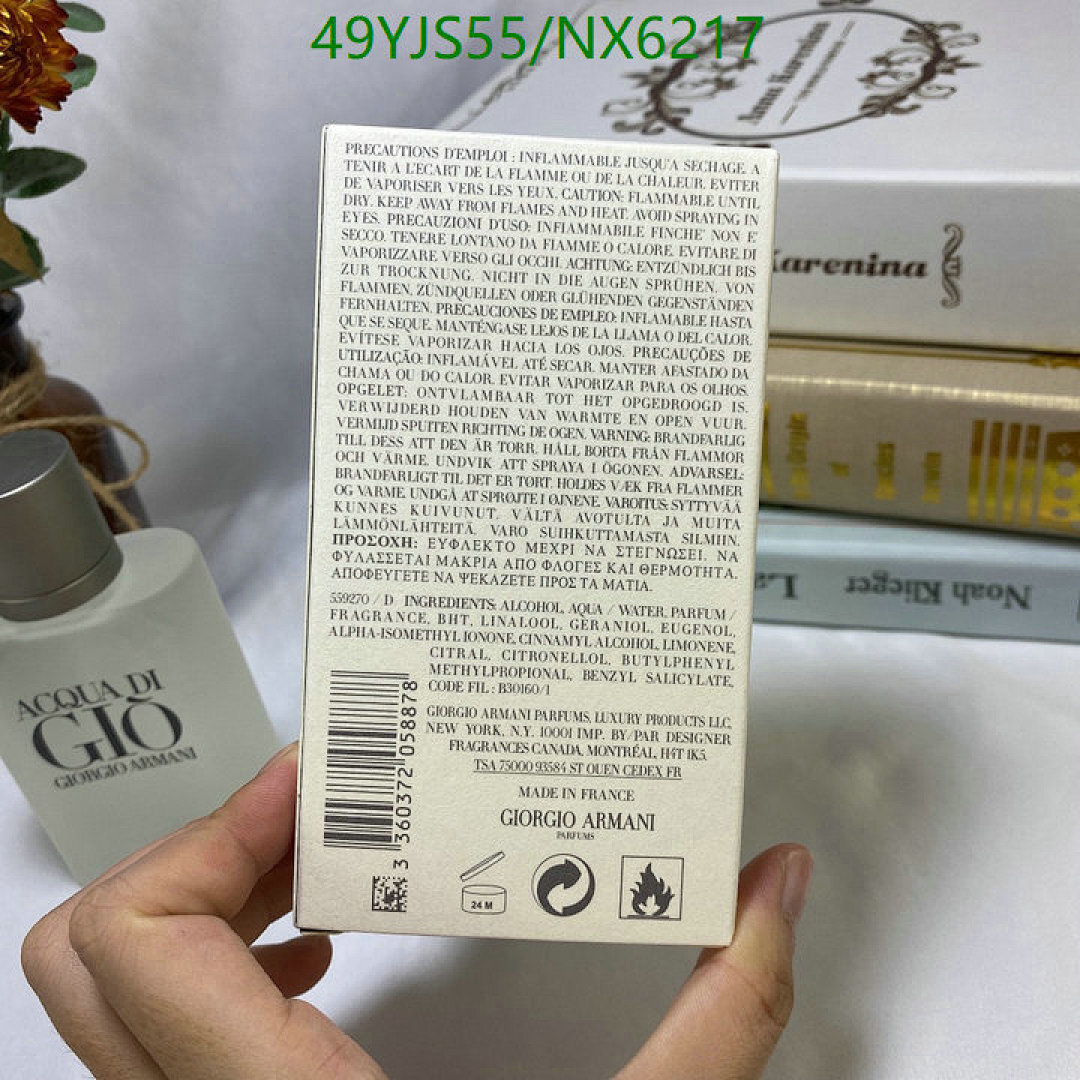 49YJS55/NX6217
Anna Karenina
Karenina
PRECAUTIONS D'EMPLOI : INFLAMMABLE JUSQU'A SECHAGE. A
TENIR A L'ECART DE LA FLAMME OU DE LA CHALEUR. EVITER
DE VAPORISER VERS LES YEUX. CAUTION: FLAMMABLE UNTIL
DRY. KEEP AWAY FROM FLAMES AND HEAT. AVOID SPRAYING IN
EYES. PRECAUZIONI D'USO: INFIAMMABILE FINCHE' NON E'
SECCO. TENERE LONTANO DA FIAMME O CALORE. EVITARE DI
VAPORIZZARE VERSO GLI OCCHI. ACHTUNG: ENTZÜNDLICH BIS
ZUR TROCKNUNG. NICHT IN DIE AUGEN SPRÜHEN. VON
FLAMMEN, ZÜNDQUELLEN ODER GLÜHENDEN GEGENSTÄNDEN
FERNHALTEN. PRECAUCIONES DE EMPLEO: INFLAMABLE HASTA
QUE SE SEQUE. MANTÉNGASE LEJOS DE LA LLAMA O DEL CALOR.
EVÍTESE VAPORIZAR HACIA LOS OJOS. PRECAUÇÕES DE
UTILIZAÇÃO: INFLAMÁVEL ATÉ SECAR. MANTER AFASTADO DA
CHAMA OU DO CALOR. EVITAR VAPORIZAR PARA OS OLHOS.
OPGELET: ONTVLAMBAAR TOT HET OPGEDROOGD IS.
VERWIJDERD HOUDEN VAN WARMTE EN OPEN VUUR.
VERMIJD SPUITEN RICHTING DE OGEN. VARNING: BRANDFARLIG
TILL DESS ATT DEN ÄR TORR. HÅLL BORTA FRÅN FLAMMOR
OCH VÄRME. UNDVIK ATT SPRAYA I ÖGONEN. ADVARSEL:
BRANDFARLIGT TIL DET ER TØRT. HOLDES VÆK FRA FLAMMER
OG VARME. UNDGÅ AT SPRØJTE I ØJNENE. VAROITUS: SYTTYVÄÄ
KUNNES KUIVUNUT. VÄLTÄ AVOTULTA JA MUITA
LÄMMÖNLÄHTEITÄ. VARO SUIHKUTTAMASTA SILMIIN.
ΠΡΟΣΟΧΗ: ΕΥΦΛΕΚΤΟ ΜΕΧΡΙ ΝΑ ΣΤΕΓΝΩΣΕΙ. ΝΑ
ΦΥΛΑΣΣΕΤΑΙ ΜΑΚΡΙΑ ΑΠΟ ΦΛΟΓΕΣ ΚΑΙ ΘΕΡΜΟΤΗΤΑ.
ΑΠΟΦΕΥΓΕΤΕ ΝΑ ΨΕΚΑΖΕΤΕ ΠΡΟΣ ΤΑ ΜΑΤΙΑ.
559270 / D INGREDIENTS: ALCOHOL, AQUA / WATER, PARFUM /
FRAGRANCE, BHT, LINALOOL, GERANIOL, EUGENOL,
ALPHA-ISOMETHYL IONONE, CINNAMYL ALCOHOL, LIMONENE,
CITRAL, CITRONELLOL, BUTYLPHENYL
METHYLPROPIONAL, BENZYL SALICYLATE,
CODE FIL : B30160/1
GIORGIO ARMANI PARFUMS, LUXURY PRODUCTS LLC,
NEW YORK, N.Y. 10001 IMP. BY/PAR DESIGNER
FRAGRANCES CANADA, MONTRÉAL, H4T 1K5.
TSA 75000 93584 ST OUEN CEDEX FR
MADE IN FRANCE
GIORGIO ARMANI
PARFUMS
3 360372 058878
24 M
ACQUA DI
GIÒ
GIORGIO ARMANI
Noah Klieger